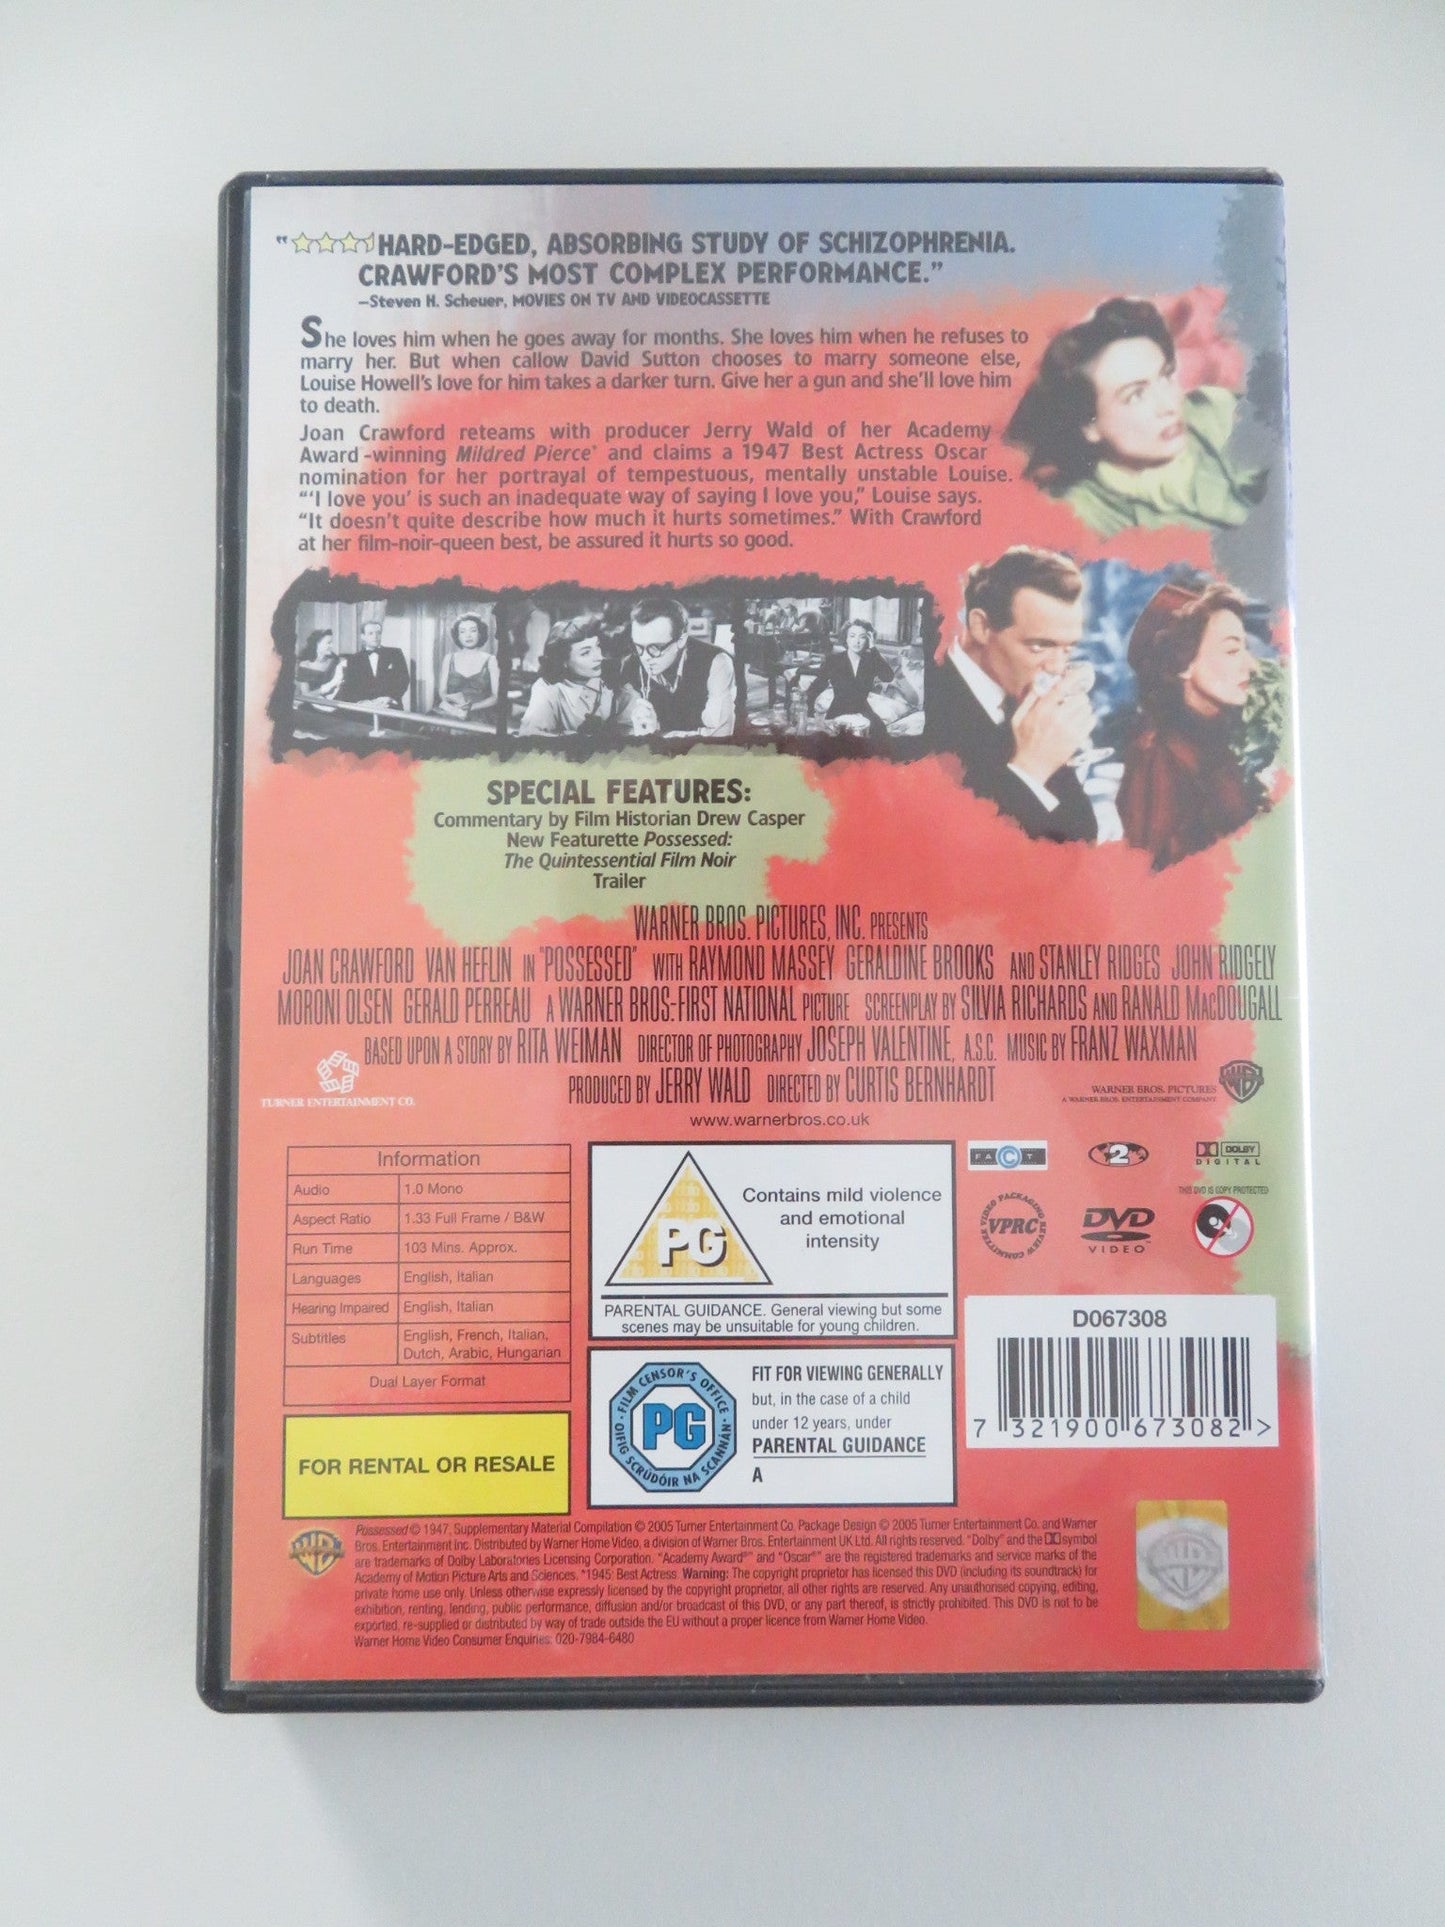 "HARD-EDGED, ABSORBING STUDY OF SCHIZOPHRENIA.
CRAWFORD'S MOST COMPLEX PERFORMANCE."
–Steven H. Scheuer, MOVIES ON TV AND VIDEOCASSETTE
She loves him when he goes away for months. She loves him when he refuses to
marry her. But when callow David Sutton chooses to marry someone else,
Louise Howell's love for him takes a darker turn. Give her a gun and she'll love him
to death.
Joan Crawford reteams with producer Jerry Wald of her Academy
Award-winning Mildred Pierce* and claims a 1947 Best Actress Oscar
nomination for her portrayal of tempestuous, mentally unstable Louise.
"'I love you' is such an inadequate way of saying I love you," Louise says.
"It doesn't quite describe how much it hurts sometimes." With Crawford
at her film-noir-queen best, be assured it hurts so good.
SPECIAL FEATURES:
Commentary by Film Historian Drew Casper
New Featurette Possessed:
The Quintessential Film Noir
Trailer
WARNER BROS. PICTURES, INC. PRESENTS
JOAN CRAWFORD VAN HEFLIN IN "POSSESSED" WITH RAYMOND MASSEY GERALDINE BROOKS AND STANLEY RIDGES JOHN RIDGELY
MORONI OLSEN GERALD PERREAU A WARNER BROS.-FIRST NATIONAL PICTURE SCREENPLAY BY SILVIA RICHARDS AND RANALD MacDOUGALL
BASED UPON A STORY BY RITA WEIMAN DIRECTOR OF PHOTOGRAPHY JOSEPH VALENTINE, A.S.C. MUSIC BY FRANZ WAXMAN
PRODUCED BY JERRY WALD DIRECTED BY CURTIS BERNHARDT
TURNER ENTERTAINMENT CO.
WARNER BROS. PICTURES
A WARNER BROS. ENTERTAINMENT COMPANY
www.warnerbros.co.uk
Information
Audio 1.0 Mono
Aspect Ratio 1.33 Full Frame / B&W
Run Time 103 Mins. Approx.
Languages English, Italian
Hearing Impaired English, Italian
Subtitles English, French, Italian,
Dutch, Arabic, Hungarian
Dual Layer Format
FOR RENTAL OR RESALE
PG
Contains mild violence
and emotional
intensity
PARENTAL GUIDANCE. General viewing but some
scenes may be unsuitable for young children.
FILM CENSOR'S OFFICE
OIFIG SCRÚDÓIR NA SCANNÁN
PG
FIT FOR VIEWING GENERALLY
but, in the case of a child
under 12 years, under
PARENTAL GUIDANCE
A
FACT
2
DOLBY
DIGITAL
VIDEO PACKAGING REVIEW COMMITTEE
VPRC
DVD
VIDEO
THIS DVD IS COPY PROTECTED
D067308
7 321900 673082 >
Possessed © 1947. Supplementary Material Compilation © 2005 Turner Entertainment Co. Package Design © 2005 Turner Entertainment Co. and Warner
Bros. Entertainment Inc. Distributed by Warner Home Video, a division of Warner Bros. Entertainment UK Ltd. All rights reserved. "Dolby" and the symbol
are trademarks of Dolby Laboratories Licensing Corporation. "Academy Award®" and "Oscar®" are the registered trademarks and service marks of the
Academy of Motion Picture Arts and Sciences. *1945: Best Actress. Warning: The copyright proprietor has licensed this DVD (including its soundtrack) for
private home use only. Unless otherwise expressly licensed by the copyright proprietor, all other rights are reserved. Any unauthorised copying, editing,
exhibition, renting, lending, public performance, diffusion and/or broadcast of this DVD, or any part thereof, is strictly prohibited. This DVD is not to be
exported, re-supplied or distributed by way of trade outside the EU without a proper licence from Warner Home Video.
Warner Home Video Consumer Enquiries: 020-7984-6480